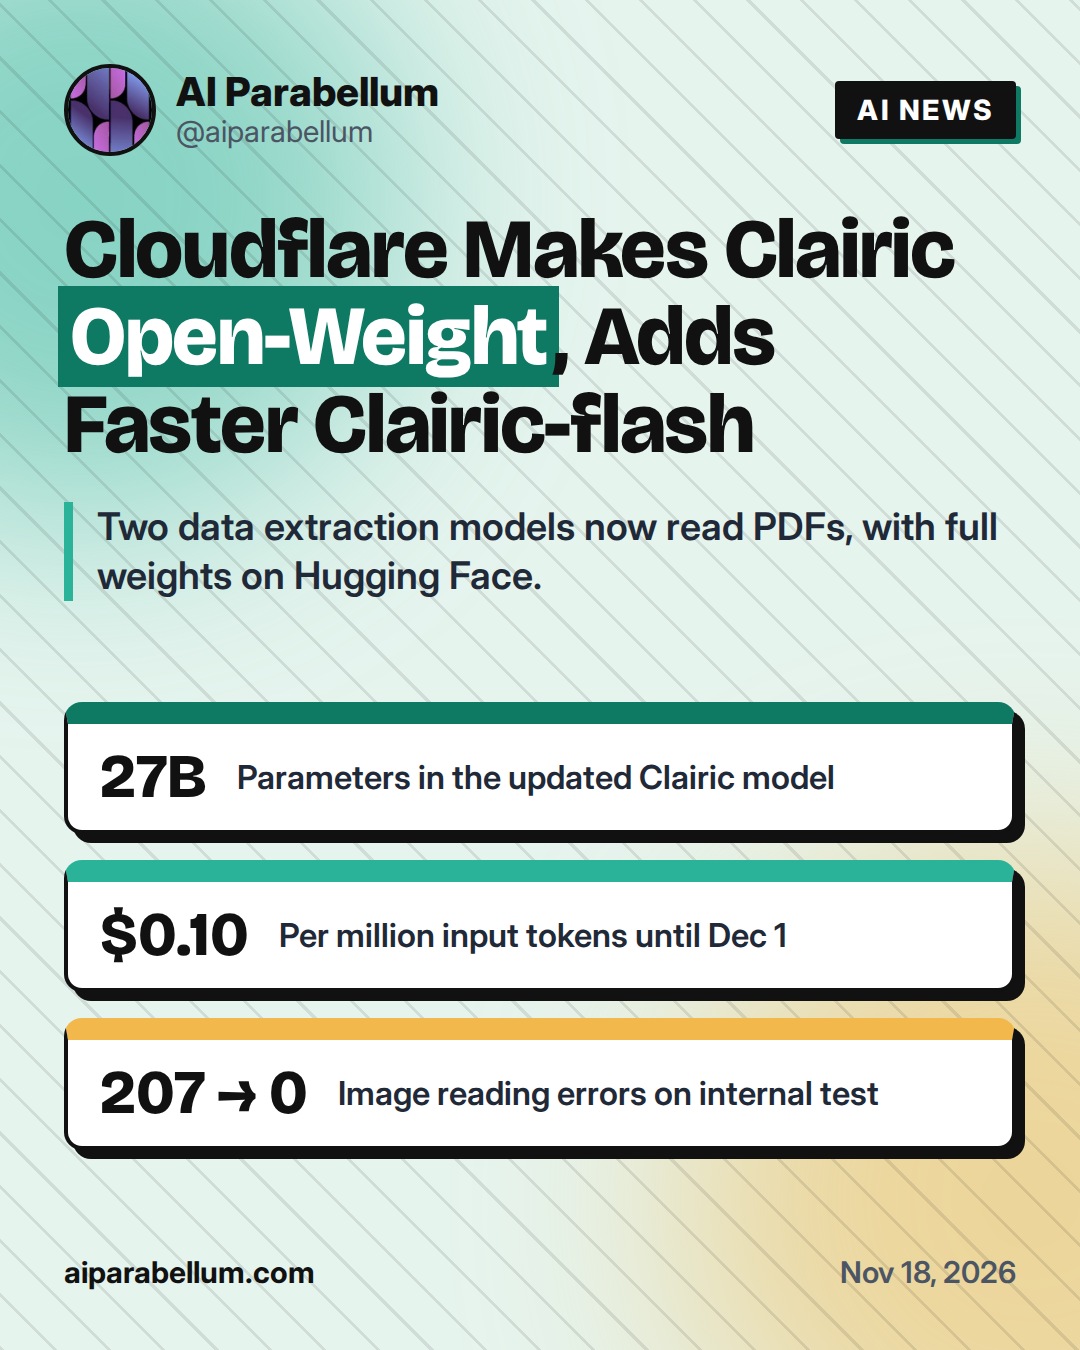 AI Parabellum
@aiparabellum
AI NEWS
Cloudflare Makes Clairic
Open-Weight, Adds
Faster Clairic-flash
Two data extraction models now read PDFs, with full
weights on Hugging Face.
27B Parameters in the updated Clairic model
$0.10 Per million input tokens until Dec 1
207 → 0 Image reading errors on internal test
aiparabellum.com
Nov 18, 2026